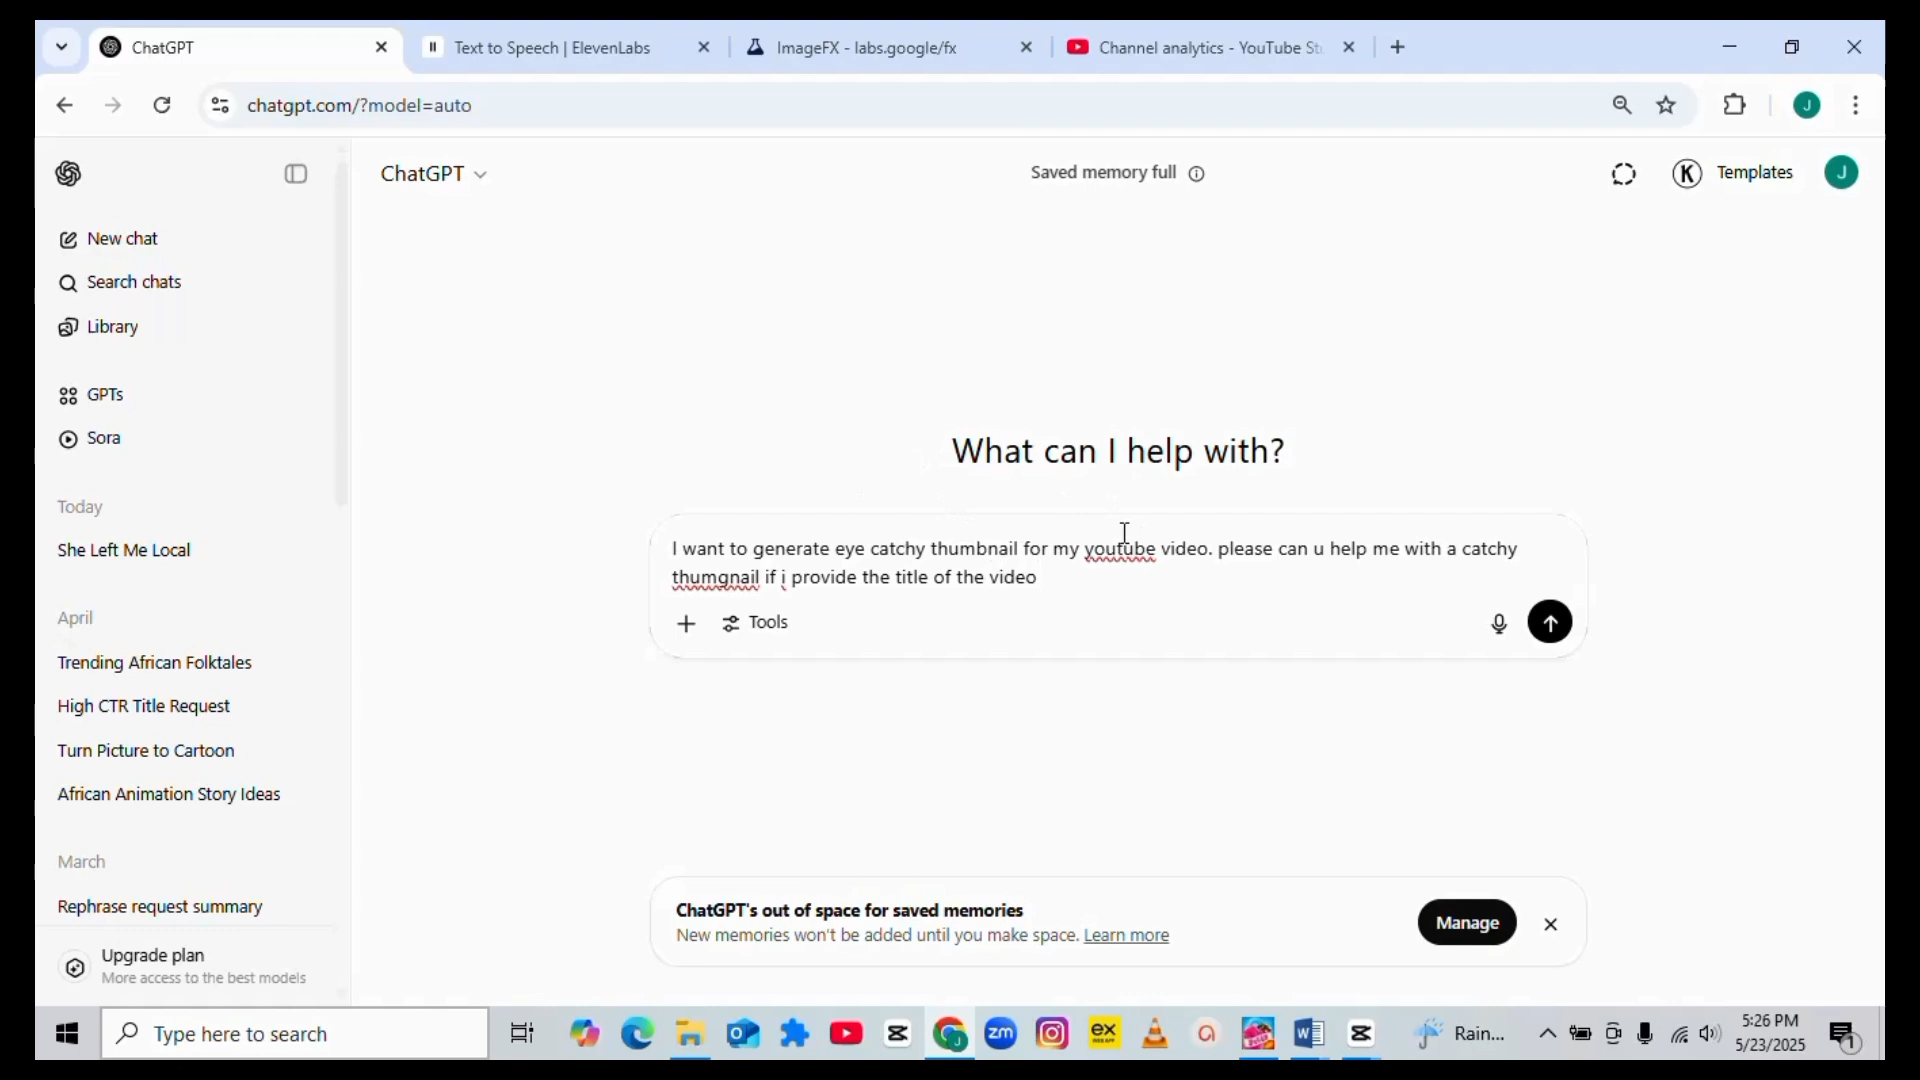 ChatGPT
Text to Speech | ElevenLabs
ImageFX - labs.google/fx
Channel analytics - YouTube St
chatgpt.com/?model=auto
J
ChatGPT
Saved memory full
K
Templates
J
New chat
Search chats
Library
GPTs
Sora
Today
She Left Me Local
April
Trending African Folktales
High CTR Title Request
Turn Picture to Cartoon
African Animation Story Ideas
March
Rephrase request summary
Upgrade plan
More access to the best models
What can I help with?
I want to generate eye catchy thumbnail for my youtube video. please can u help me with a catchy
thumgnail if i provide the title of the video
Tools
ChatGPT's out of space for saved memories
New memories won't be added until you make space. Learn more
Manage
Type here to search
J
zm
ex
Rain...
5:26 PM
5/23/2025
1